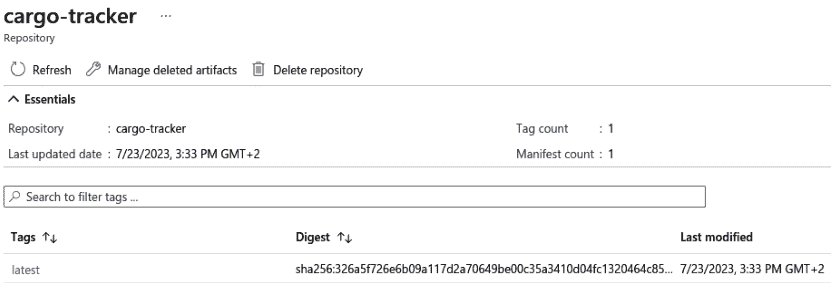 cargo-tracker ...
Repository
Refresh Manage deleted artifacts Delete repository
Essentials
Repository : cargo-tracker Tag count : 1
Last updated date : 7/23/2023, 3:33 PM GMT+2 Manifest count : 1
Search to filter tags ...
Tags ↑↓ Digest ↑↓ Last modified
latest sha256:326a5f726e6b09a117d2a70649be00c35a3410d04fc1320464c85... 7/23/2023, 3:33 PM GMT+2